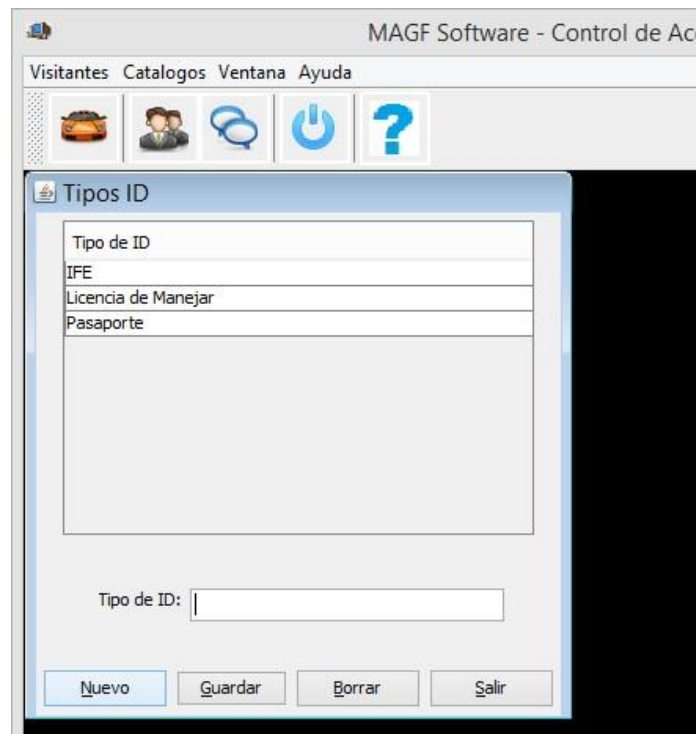 MAGF Software - Control de Ac
Visitantes Catalogos Ventana Ayuda
?
Tipos ID
Tipo de ID
IFE
Licencia de Manejar
Pasaporte
Tipo de ID:
Nuevo Guardar Borrar Salir